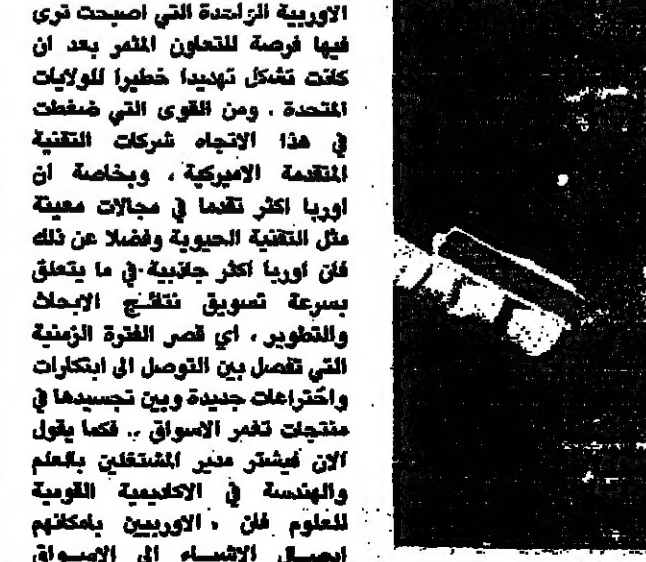 الاوربية الزاحدة التي اصبحت ترى
فيها فرصة للتعاون المثمر بعد ان
كانت تشكل تهديدا خطيرا للولايات
المتحدة . ومن القوى التي ضغطت
في هذا الاتجاه شركات التقنية
المتقدمة الاميركية ، وبخاصة ان
اوربا اكثر تقدما في مجالات معينة
مثل التقنية الحيوية وفضلا عن ذلك
فان اوربا اكثر جاذبية في ما يتعلق
بسرعة تسويق نتائج الابحاث
والتطوير ، اي قصر الفترة الزمنية
التي تفصل بين التوصل الى ابتكارات
واختراعات جديدة وبين تجسيدها في
منتجات تغمر الاسواق .. فكما يقول
الان فيشتر مدير المشتغلين بالعلم
والهندسة في الاكاديمية القومية
للعلوم فان « الاوربيين بامكانهم
ايصال الاشياء الى الاسواق